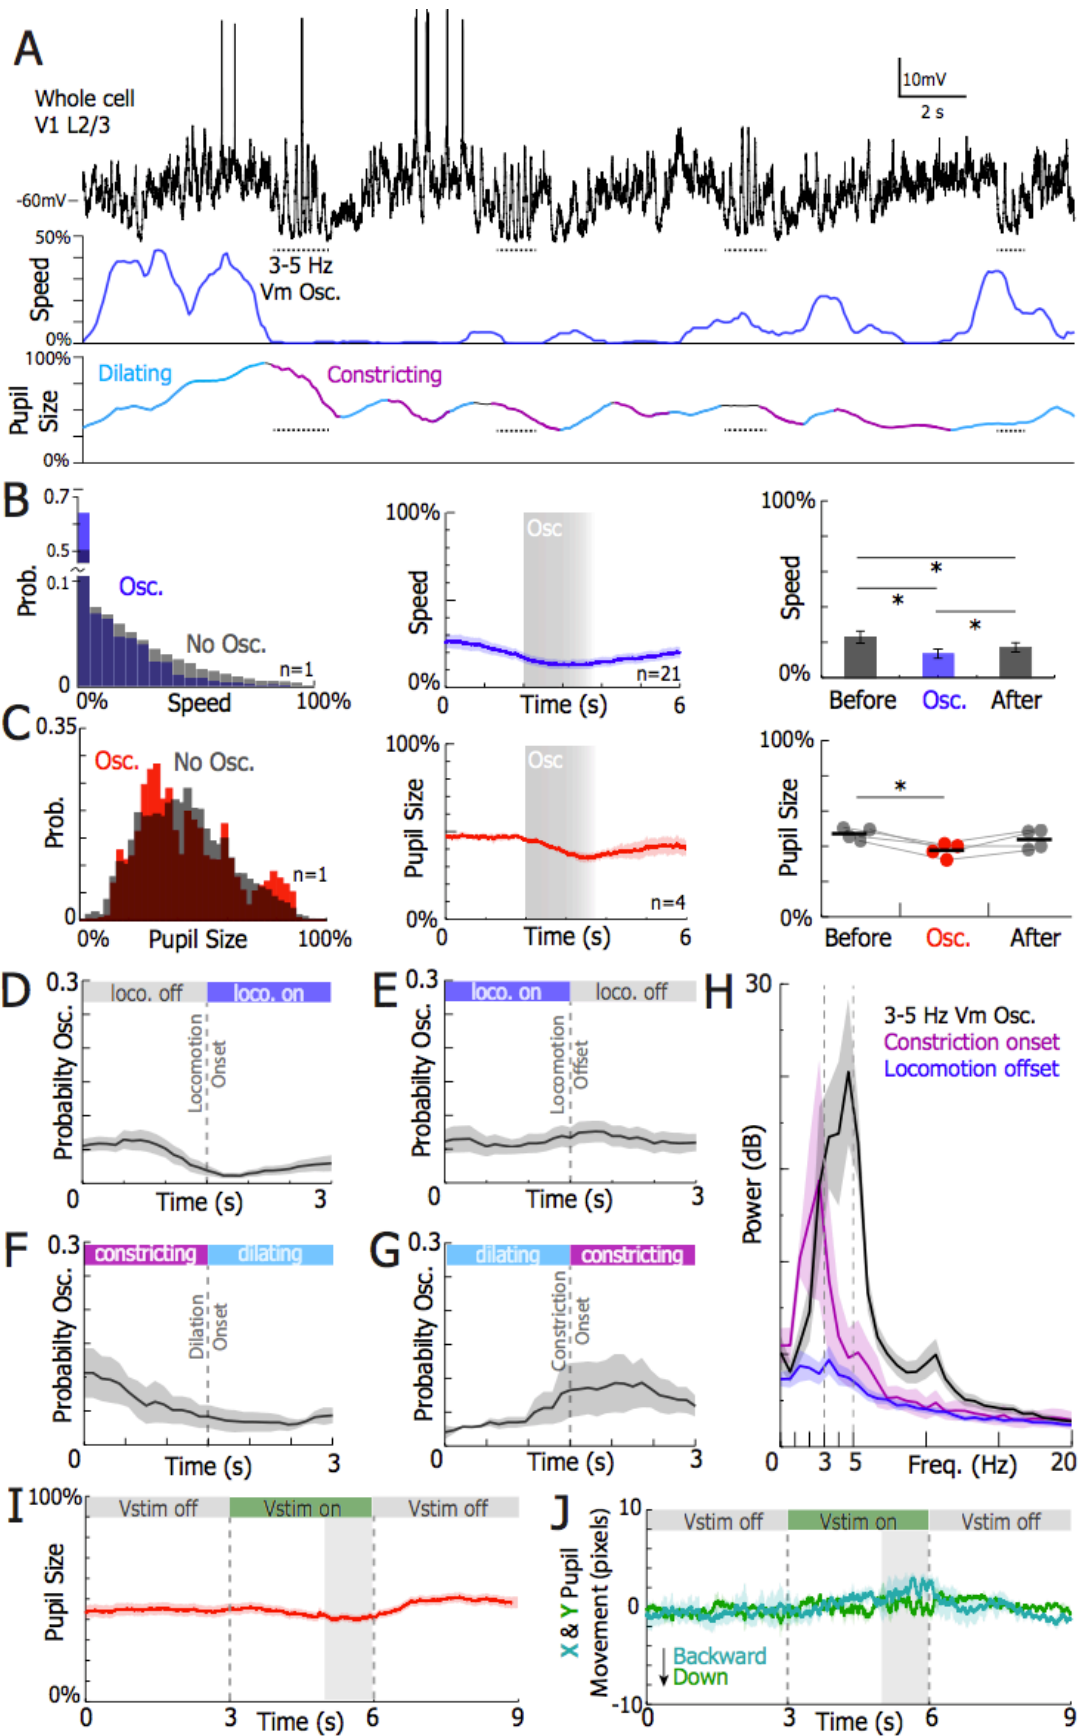 A
Whole cell
V1 L2/3
10mV
2 s
-60mV
50%
Speed
0%
3-5 Hz
Vm Osc.
100%
Pupil
Size
0%
Dilating
Constricting
B
0.7
0.5
0.1
0
Prob.
Osc.
No Osc.
n=1
0%
Speed
100%
100%
Speed
0%
Osc
n=21
0
Time (s)
6
100%
Speed
0%
*
*
*
Before
Osc.
After
C
0.35
Prob.
0
Osc.
No Osc.
n=1
0%
Pupil Size
100%
100%
Pupil Size
0%
Osc
n=4
0
Time (s)
6
100%
Pupil Size
0%
*
Before
Osc.
After
D
0.3
Probabilty Osc.
loco. off
loco. on
Locomotion
Onset
0
Time (s)
3
E
0.3
Probabilty Osc.
loco. on
loco. off
Locomotion
Offset
0
Time (s)
3
F
0.3
Probabilty Osc.
constricting
dilating
Dilation
Onset
0
Time (s)
3
G
0.3
Probabilty Osc.
dilating
constricting
Constriction
Onset
0
Time (s)
3
H
30
Power (dB)
3-5 Hz Vm Osc.
Constriction onset
Locomotion offset
0
3
5
Freq. (Hz)
20
I
100%
Pupil Size
0%
Vstim off
Vstim on
Vstim off
0
3
Time (s)
6
9
J
10
0
-10
X & Y Pupil
Movement (pixels)
Vstim off
Vstim on
Vstim off
Backward
Down
0
3
Time (s)
6
9